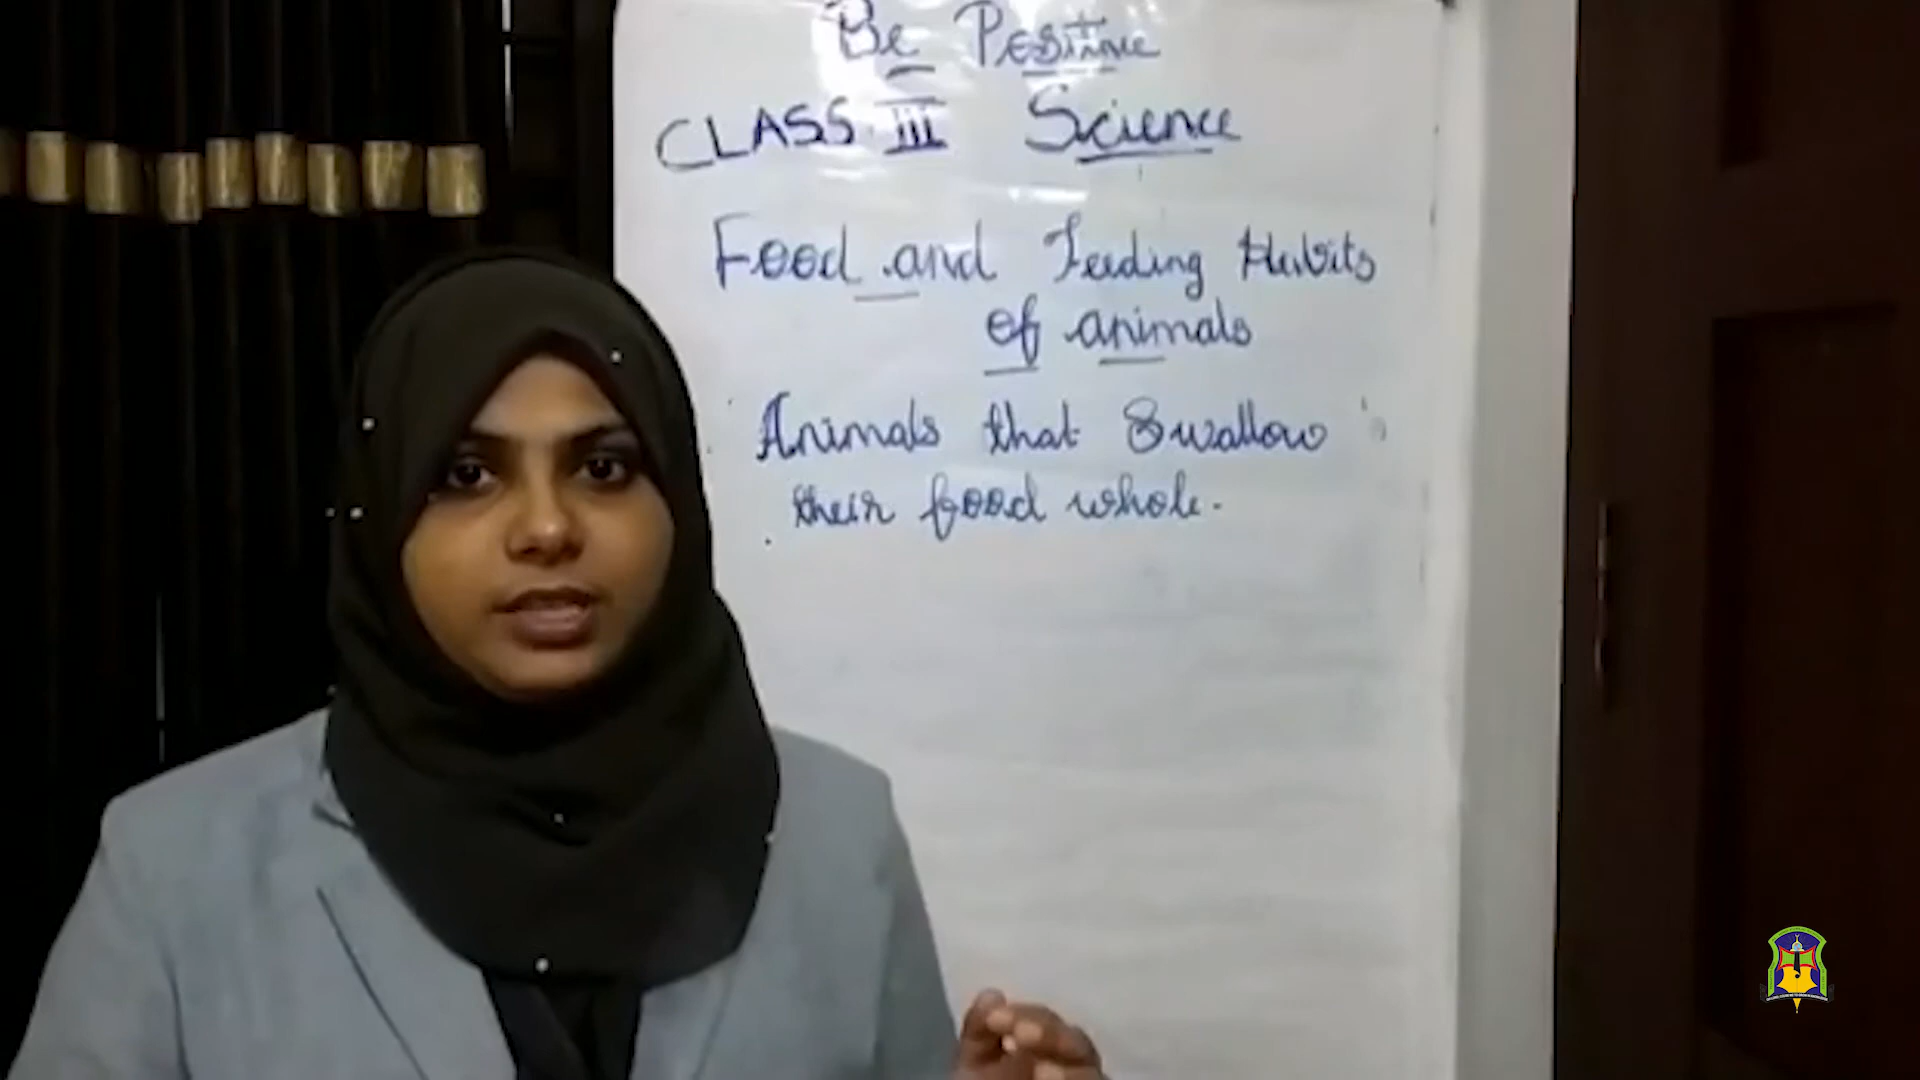 Be Positive
CLASS III Science
Food and Feeding Habits
of animals
Animals that Swallow
their food whole.